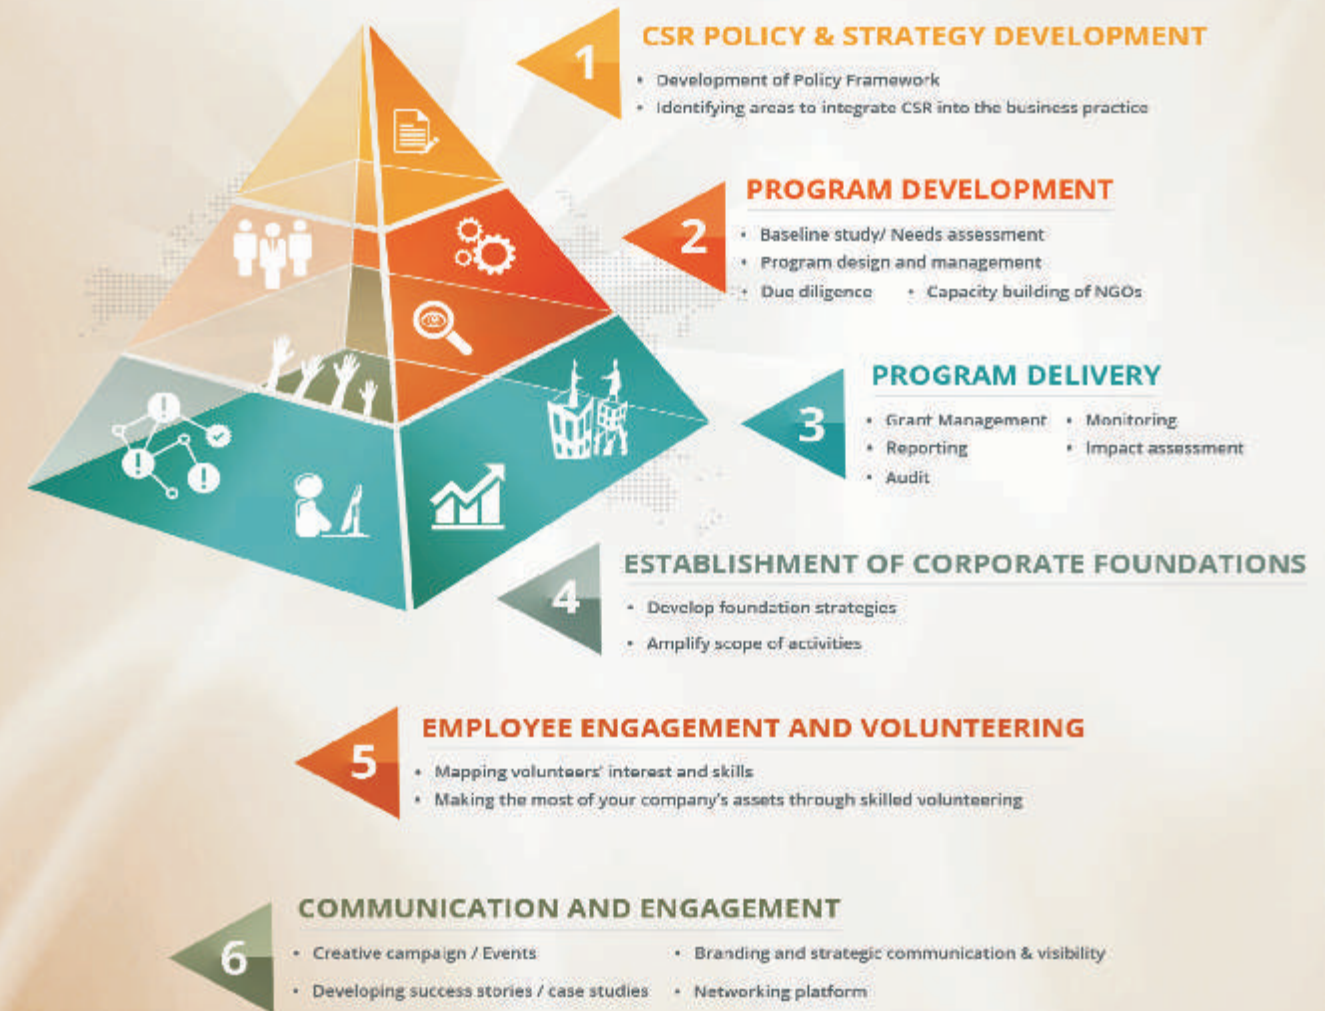 1
CSR POLICY & STRATEGY DEVELOPMENT
• Development of Policy Framework
• Identifying areas to integrate CSR into the business practice
2
PROGRAM DEVELOPMENT
• Baseline study/ Needs assessment
• Program design and management
• Due diligence • Capacity building of NGOs
3
PROGRAM DELIVERY
• Grant Management • Monitoring
• Reporting • Impact assessment
• Audit
4
ESTABLISHMENT OF CORPORATE FOUNDATIONS
• Develop foundation strategies
• Amplify scope of activities
5
EMPLOYEE ENGAGEMENT AND VOLUNTEERING
• Mapping volunteers' interest and skills
• Making the most of your company's assets through skilled volunteering
6
COMMUNICATION AND ENGAGEMENT
• Creative campaign / Events • Branding and strategic communication & visibility
• Developing success stories / case studies • Networking platform